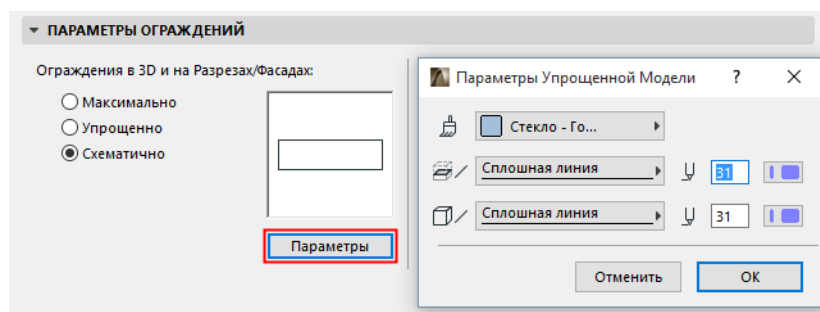 ПАРАМЕТРЫ ОГРАЖДЕНИЙ
Ограждения в 3D и на Разрезах/Фасадах:
Максимально
Упрощенно
Схематично
Параметры
Параметры Упрощенной Модели ? X
Стекло - Го...
Сплошная линия 31
Сплошная линия 31
Отменить OK